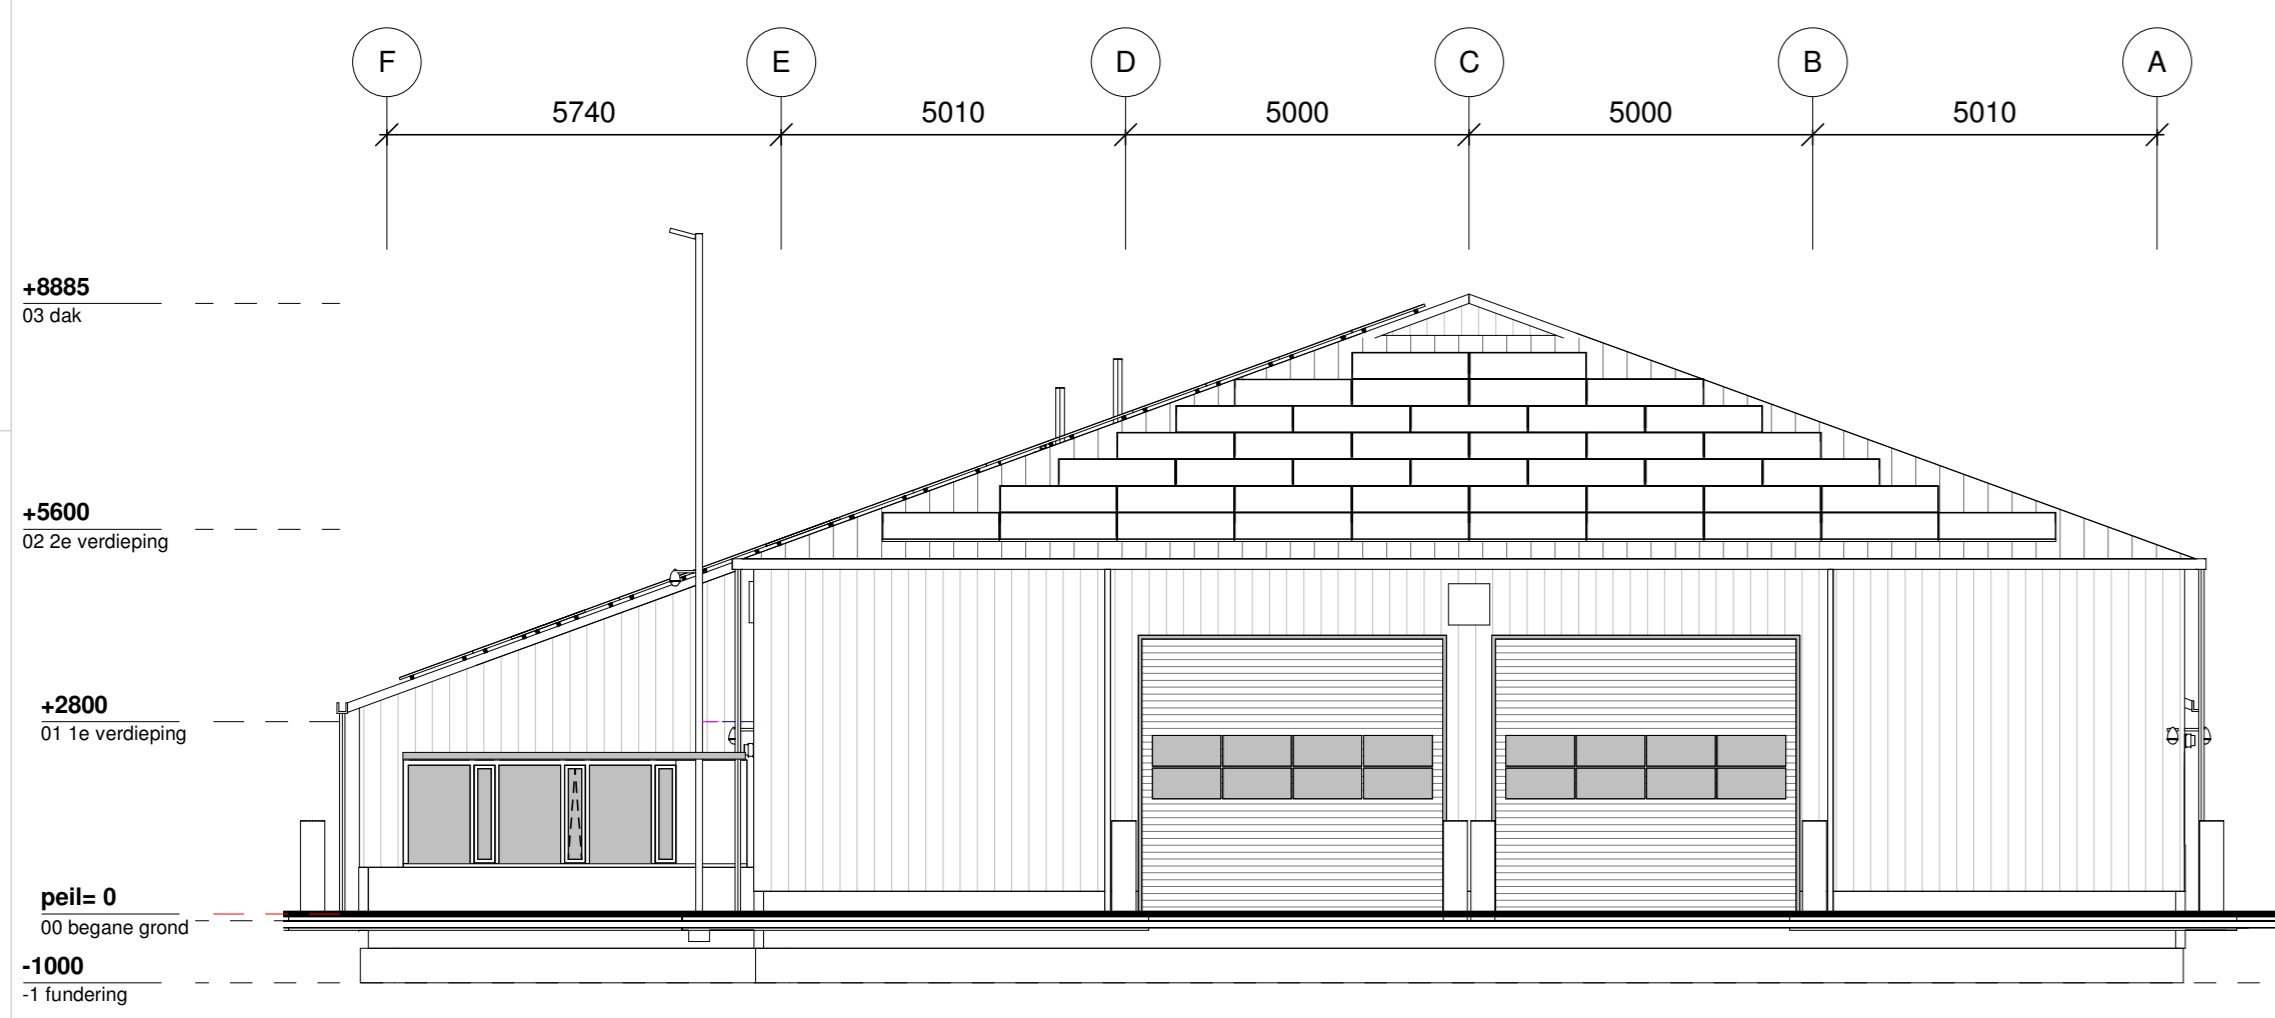 F E D C B A
5740 5010 5000 5000 5010
+8885
03 dak
+5600
02 2e verdieping
+2800
01 1e verdieping
peil= 0
00 begane grond
-1000
-1 fundering